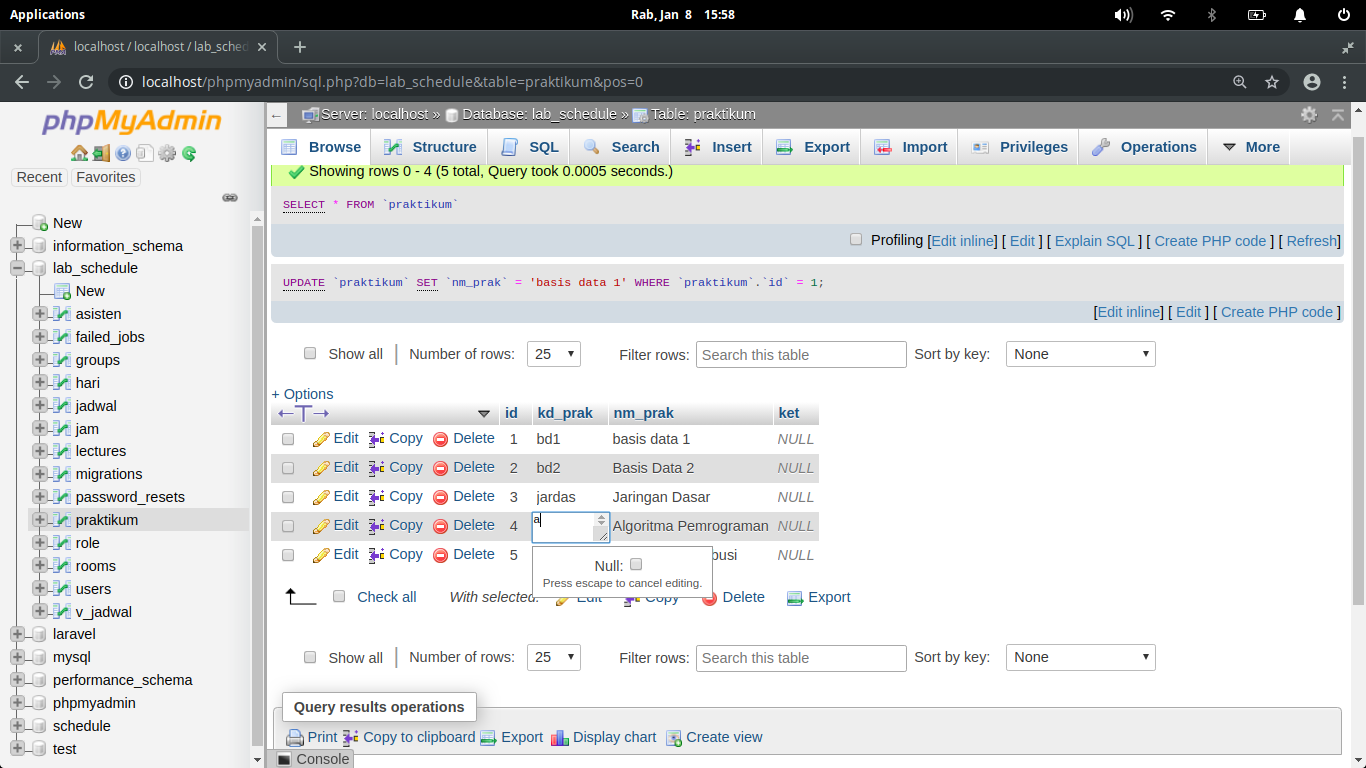 Applications
Rab, Jan 8 15:58
localhost / localhost / lab_sched
localhost/phpmyadmin/sql.php?db=lab_schedule&table=praktikum&pos=0
phpMyAdmin
Recent Favorites
New
information_schema
lab_schedule
New
asisten
failed_jobs
groups
hari
jadwal
jam
lectures
migrations
password_resets
praktikum
role
rooms
users
v_jadwal
laravel
mysql
performance_schema
phpmyadmin
schedule
test
Server: localhost » Database: lab_schedule » Table: praktikum
Browse Structure SQL Search Insert Export Import Privileges Operations More
Showing rows 0 - 4 (5 total, Query took 0.0005 seconds.)
SELECT * FROM `praktikum`
Profiling [Edit inline] [ Edit ] [ Explain SQL ] [ Create PHP code ] [ Refresh]
UPDATE `praktikum` SET `nm_prak` = 'basis data 1' WHERE `praktikum`.`id` = 1;
[Edit inline] [ Edit ] [ Create PHP code ]
Show all | Number of rows: 25 Filter rows: Search this table Sort by key: None
+ Options
←T→ id kd_prak nm_prak ket
Edit Copy Delete 1 bd1 basis data 1 NULL
Edit Copy Delete 2 bd2 Basis Data 2 NULL
Edit Copy Delete 3 jardas Jaringan Dasar NULL
Edit Copy Delete 4 a Algoritma Pemrograman NULL
Edit Copy Delete 5 busi NULL
Null:
Press escape to cancel editing.
Check all With selected: Edit Copy Delete Export
Show all | Number of rows: 25 Filter rows: Search this table Sort by key: None
Query results operations
Print Copy to clipboard Export Display chart Create view
Console